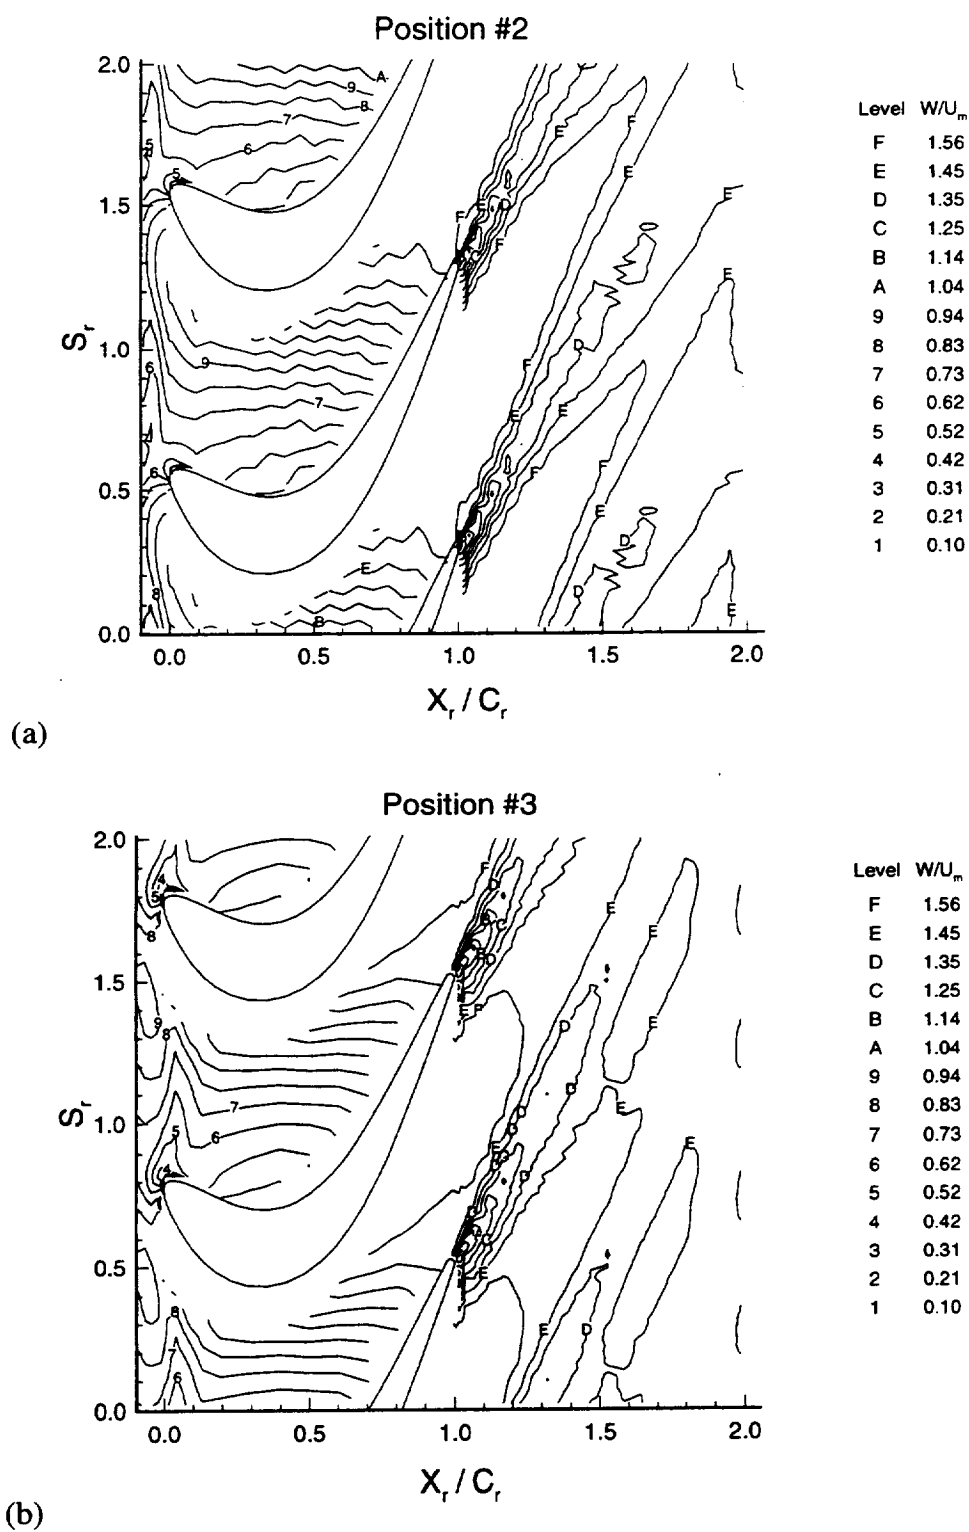 Position #2
2.0
1.5
1.0
0.5
0.0
S_r
0.0 0.5 1.0 1.5 2.0
X_r / C_r
Level W/U_m
F 1.56
E 1.45
D 1.35
C 1.25
B 1.14
A 1.04
9 0.94
8 0.83
7 0.73
6 0.62
5 0.52
4 0.42
3 0.31
2 0.21
1 0.10
(a)
Position #3
2.0
1.5
1.0
0.5
0.0
S_r
0.0 0.5 1.0 1.5 2.0
X_r / C_r
Level W/U_m
F 1.56
E 1.45
D 1.35
C 1.25
B 1.14
A 1.04
9 0.94
8 0.83
7 0.73
6 0.62
5 0.52
4 0.42
3 0.31
2 0.21
1 0.10
(b)